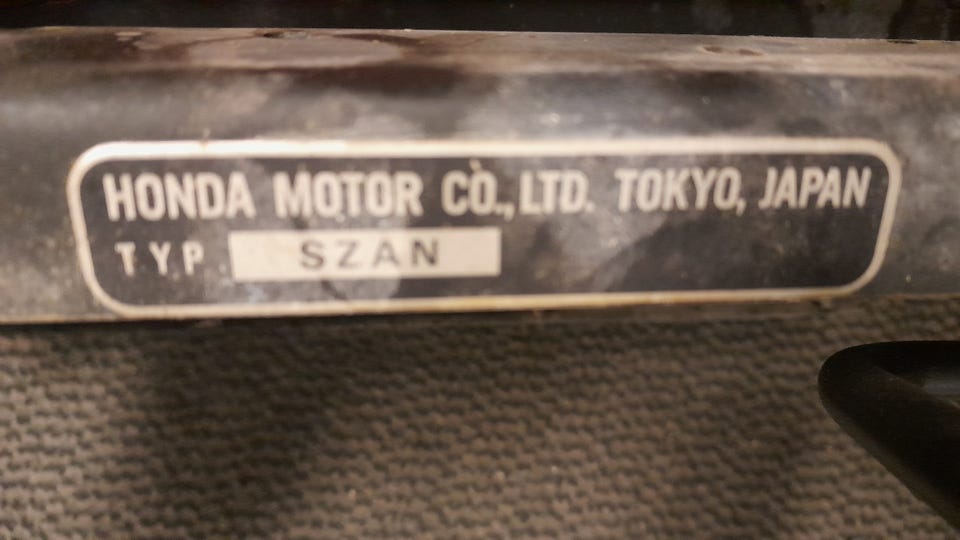 HONDA MOTOR CO., LTD. TOKYO, JAPAN
TYP SZAN